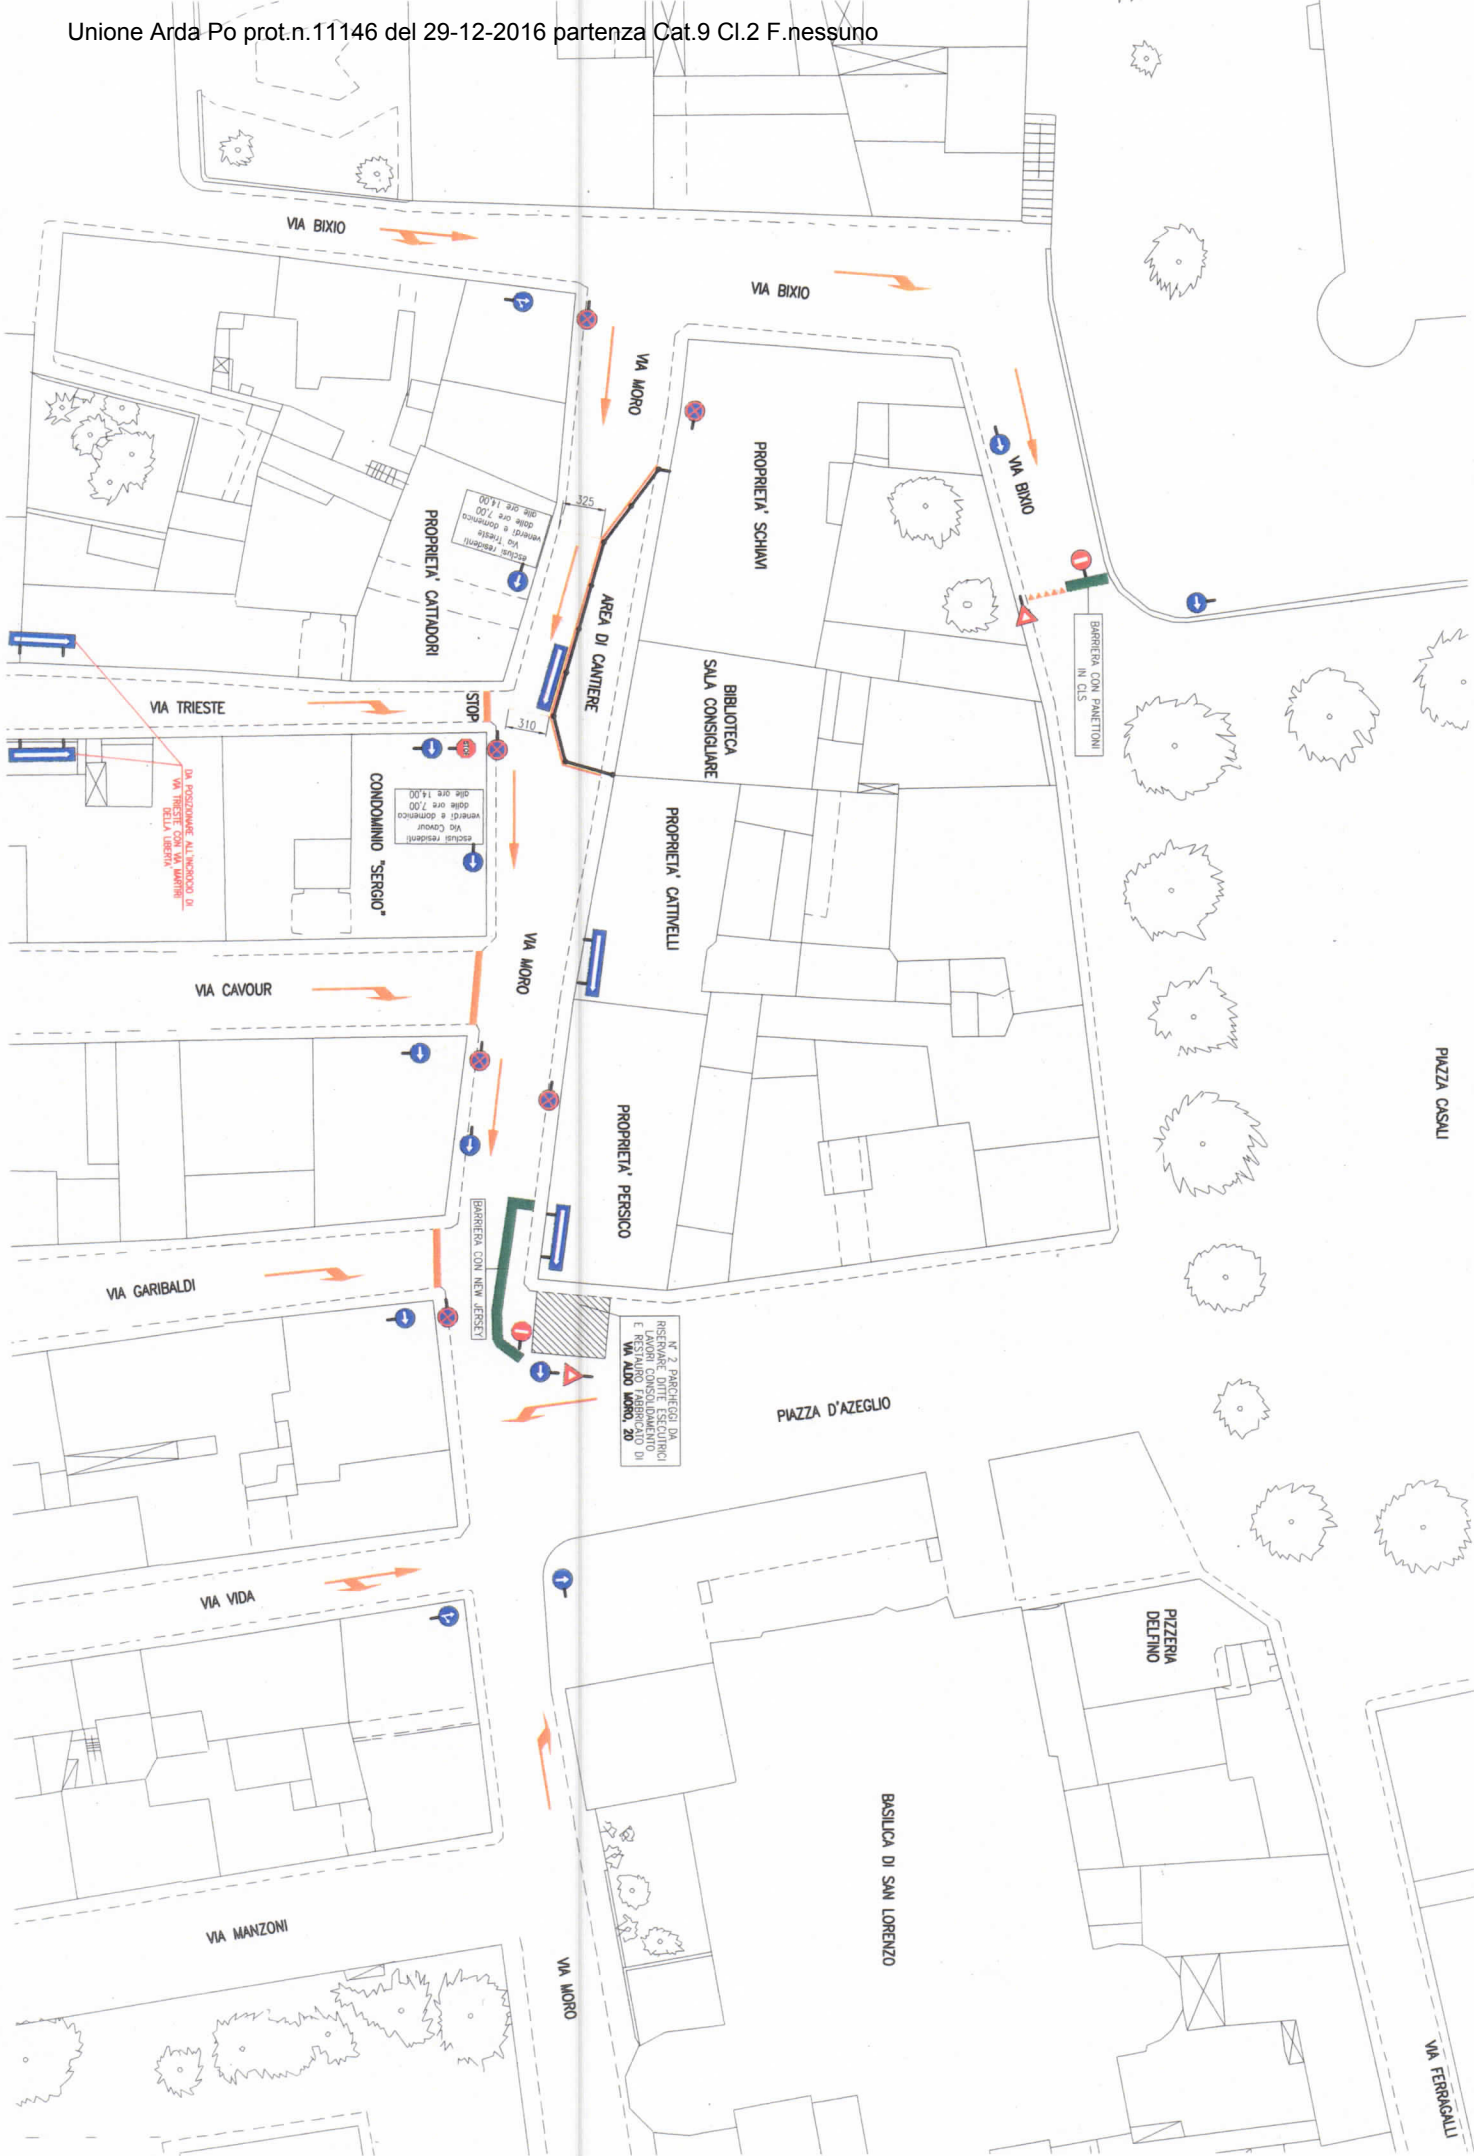 Unione Arda Po prot.n.11146 del 29-12-2016 partenza Cat.9 Cl.2 F.nessuno
VIA BIXIO
VIA BIXIO
VIA MORO
VIA BIXIO
PROPRIETA' SCHIAVI
esclusi residenti
Via Trieste
venerdì e domenica
dalle ore 7,00
alle ore 14,00
PROPRIETA' CATTADORI
325
AREA DI CANTIERE
BARRIERA CON PANETTONI
IN CLS
BIBLIOTECA
SALA CONSIGLIARE
VIA TRIESTE
STOP
310
STOP
DA POSIZIONARE ALL'INCROCIO DI
VIA TRIESTE CON VIA MARTIRI
DELLA LIBERTA'
CONDOMINIO "SERGIO"
esclusi residenti
Via Cavour
venerdì e domenica
dalle ore 7,00
alle ore 14,00
PROPRIETA' CATTIVELLI
VIA MORO
VIA CAVOUR
PIAZZA CASALI
PROPRIETA' PERSICO
BARRIERA CON NEW JERSEY
VIA GARIBALDI
N° 2 PARCHEGGI DA
RISERVARE DITTE ESECUTRICI
LAVORI CONSOLIDAMENTO
E RESTAURO FABBRICATO DI
VIA ALDO MORO, 20
PIAZZA D'AZEGLIO
VIA VIDA
PIZZERIA
DELFINO
BASILICA DI SAN LORENZO
VIA MANZONI
VIA MORO
VIA FERRAGALLI